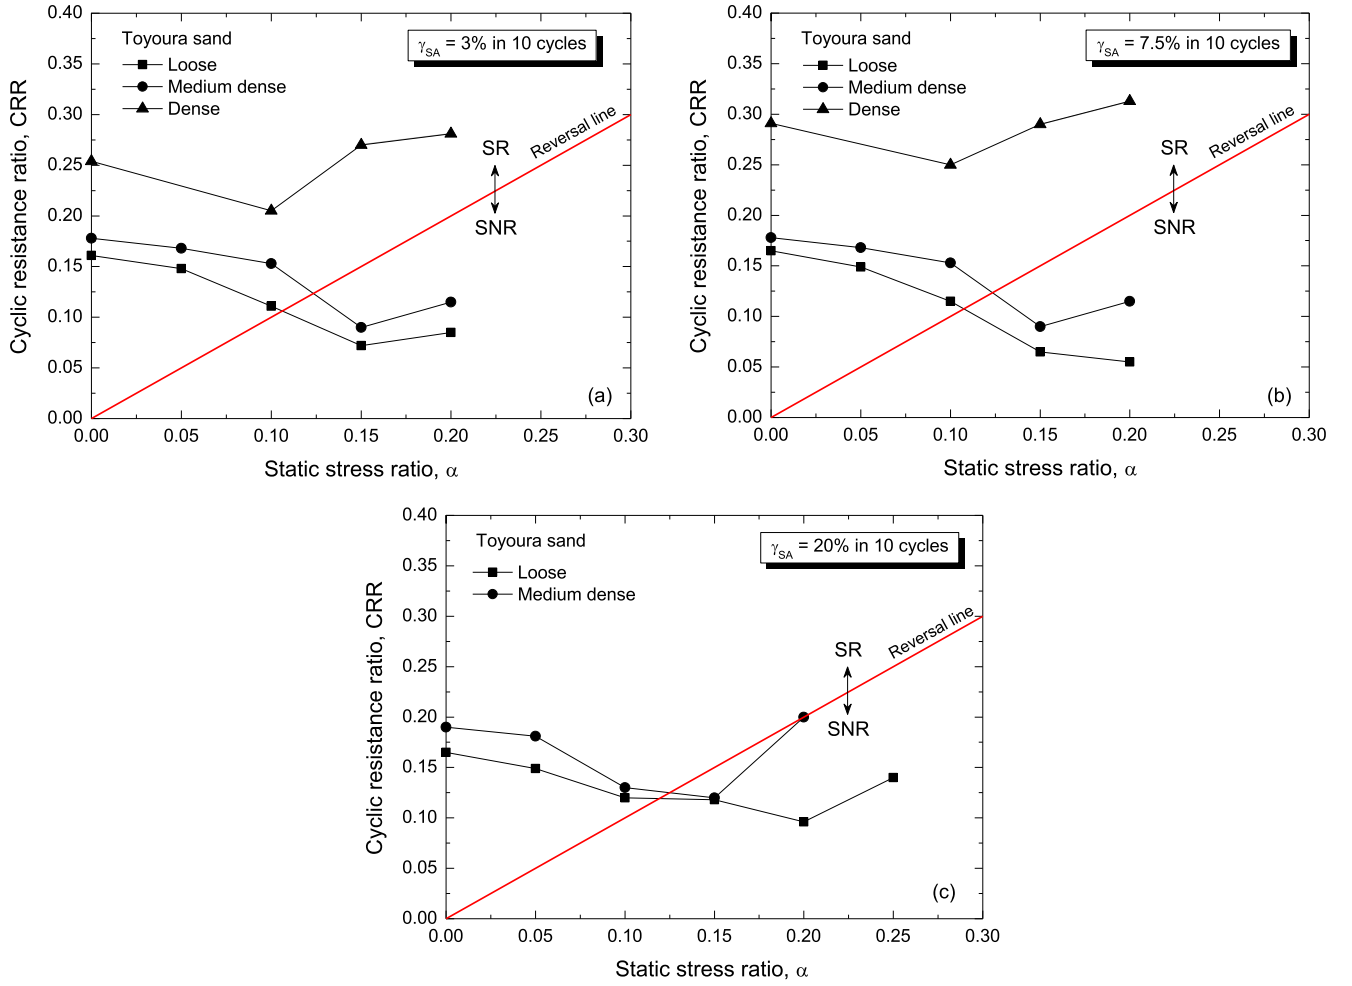 Toyoura sand
Loose
Medium dense
Dense
γSA = 3% in 10 cycles
Reversal line
SR
SNR
(a)
0.40
0.35
0.30
0.25
0.20
0.15
0.10
0.05
0.00
0.00 0.05 0.10 0.15 0.20 0.25 0.30
Cyclic resistance ratio, CRR
Static stress ratio, α
Toyoura sand
Loose
Medium dense
Dense
γSA = 7.5% in 10 cycles
Reversal line
SR
SNR
(b)
0.40
0.35
0.30
0.25
0.20
0.15
0.10
0.05
0.00
0.00 0.05 0.10 0.15 0.20 0.25 0.30
Cyclic resistance ratio, CRR
Static stress ratio, α
Toyoura sand
Loose
Medium dense
γSA = 20% in 10 cycles
Reversal line
SR
SNR
(c)
0.40
0.35
0.30
0.25
0.20
0.15
0.10
0.05
0.00
0.00 0.05 0.10 0.15 0.20 0.25 0.30
Cyclic resistance ratio, CRR
Static stress ratio, α